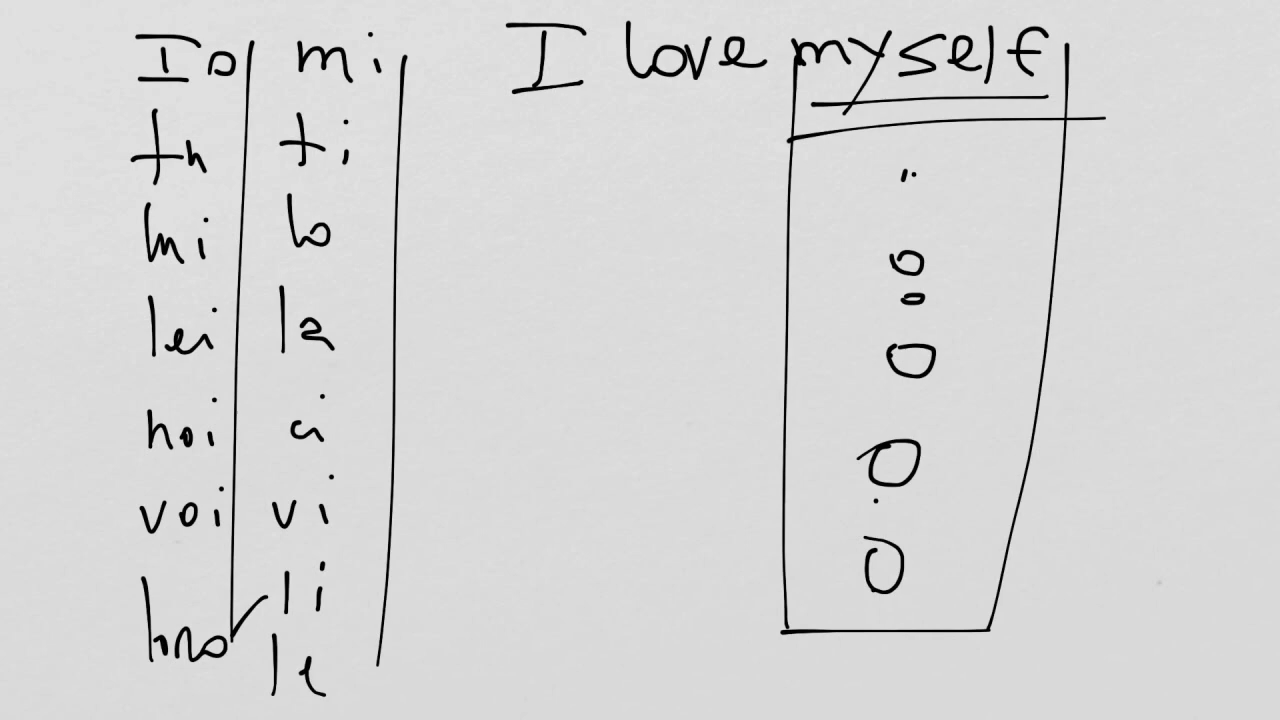 Io mi I love myself
tu ti
lui lo
lei la
noi ci
voi vi
loro li
le